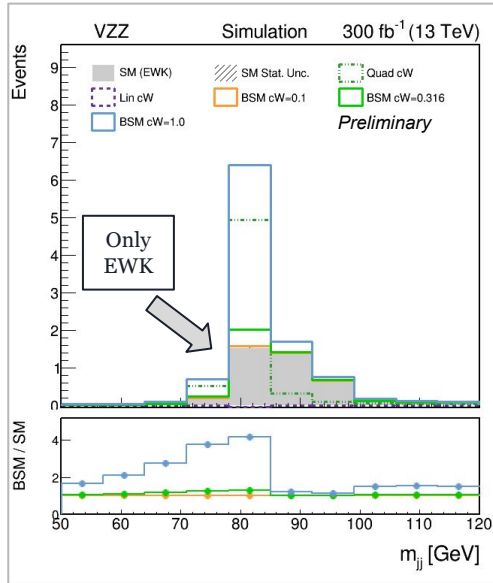 VZZ Simulation 300 fb⁻¹ (13 TeV)
Events
9
8
7
6
5
4
3
2
1
0
SM (EWK) SM Stat. Unc. Quad cW
Lin cW BSM cW=0.1 BSM cW=0.316
BSM cW=1.0 Preliminary
Only
EWK
BSM / SM
4
2
0
50 60 70 80 90 100 110 120
m_jj [GeV]